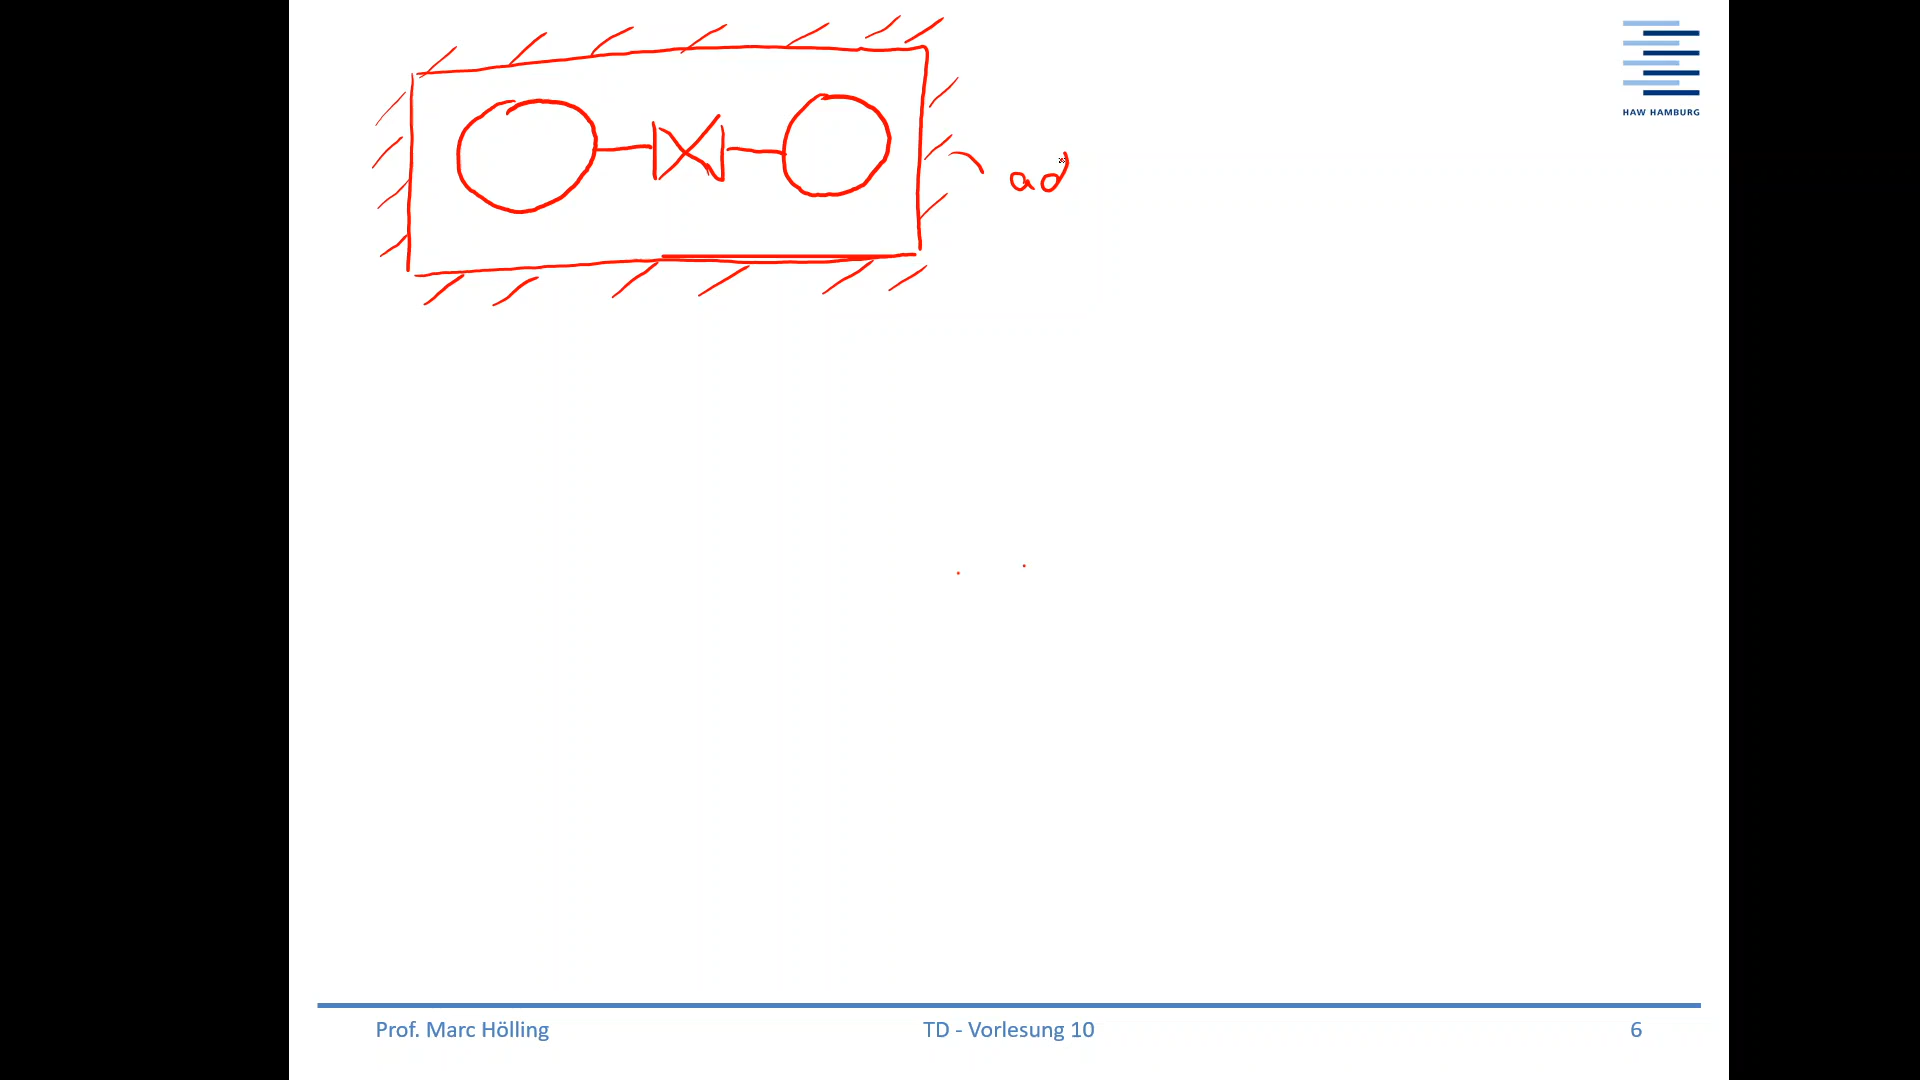 HAW HAMBURG
ad
Prof. Marc Hölling
TD - Vorlesung 10
6